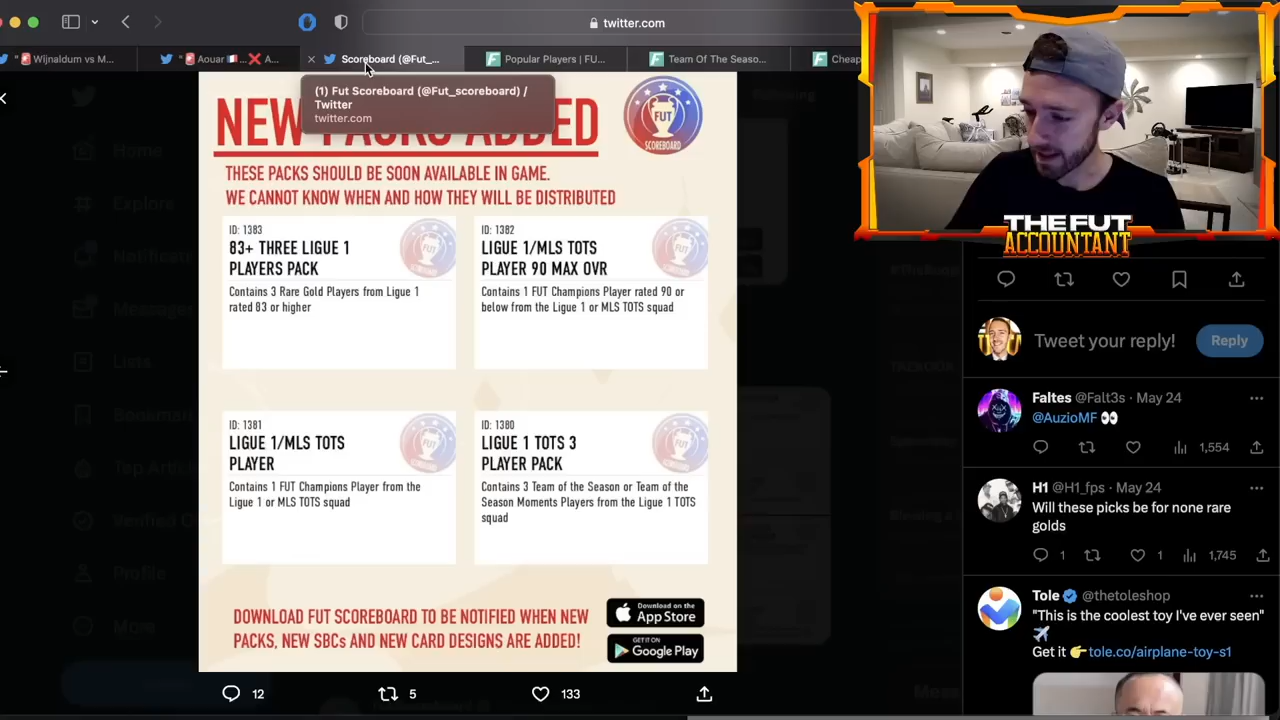 twitter.com
" 🚨 Wijnaldum vs M...
" 🚨 Aouar 🇫🇷 ... ❌ A...
Scoreboard (@Fut_...
Popular Players | FU...
Team Of The Seaso...
Cheap
(1) Fut Scoreboard (@Fut_scoreboard) /
Twitter
twitter.com
NEW PACKS ADDED
FUT
SCOREBOARD
THESE PACKS SHOULD BE SOON AVAILABLE IN GAME.
WE CANNOT KNOW WHEN AND HOW THEY WILL BE DISTRIBUTED
ID: 1383
83+ THREE LIGUE 1
PLAYERS PACK
Contains 3 Rare Gold Players from Ligue 1
rated 83 or higher
ID: 1382
LIGUE 1/MLS TOTS
PLAYER 90 MAX OVR
Contains 1 FUT Champions Player rated 90 or
below from the Ligue 1 or MLS TOTS squad
ID: 1381
LIGUE 1/MLS TOTS
PLAYER
Contains 1 FUT Champions Player from the
Ligue 1 or MLS TOTS squad
ID: 1380
LIGUE 1 TOTS 3
PLAYER PACK
Contains 3 Team of the Season or Team of the
Season Moments Players from the Ligue 1 TOTS
squad
DOWNLOAD FUT SCOREBOARD TO BE NOTIFIED WHEN NEW
PACKS, NEW SBCs AND NEW CARD DESIGNS ARE ADDED!
Download on the
App Store
GET IT ON
Google Play
12
5
133
Home
Explore
Lists
Profile
More
THE FUT
ACCOUNTANT
Tweet your reply!
Reply
Faltes @Falt3s · May 24
@AuzioMF 👀
1,554
H1 @H1_fps · May 24
Will these picks be for none rare
golds
1
1
1,745
Tole @thetoleshop
"This is the coolest toy I've ever seen"
✈️
Get it 👉 tole.co/airplane-toy-s1